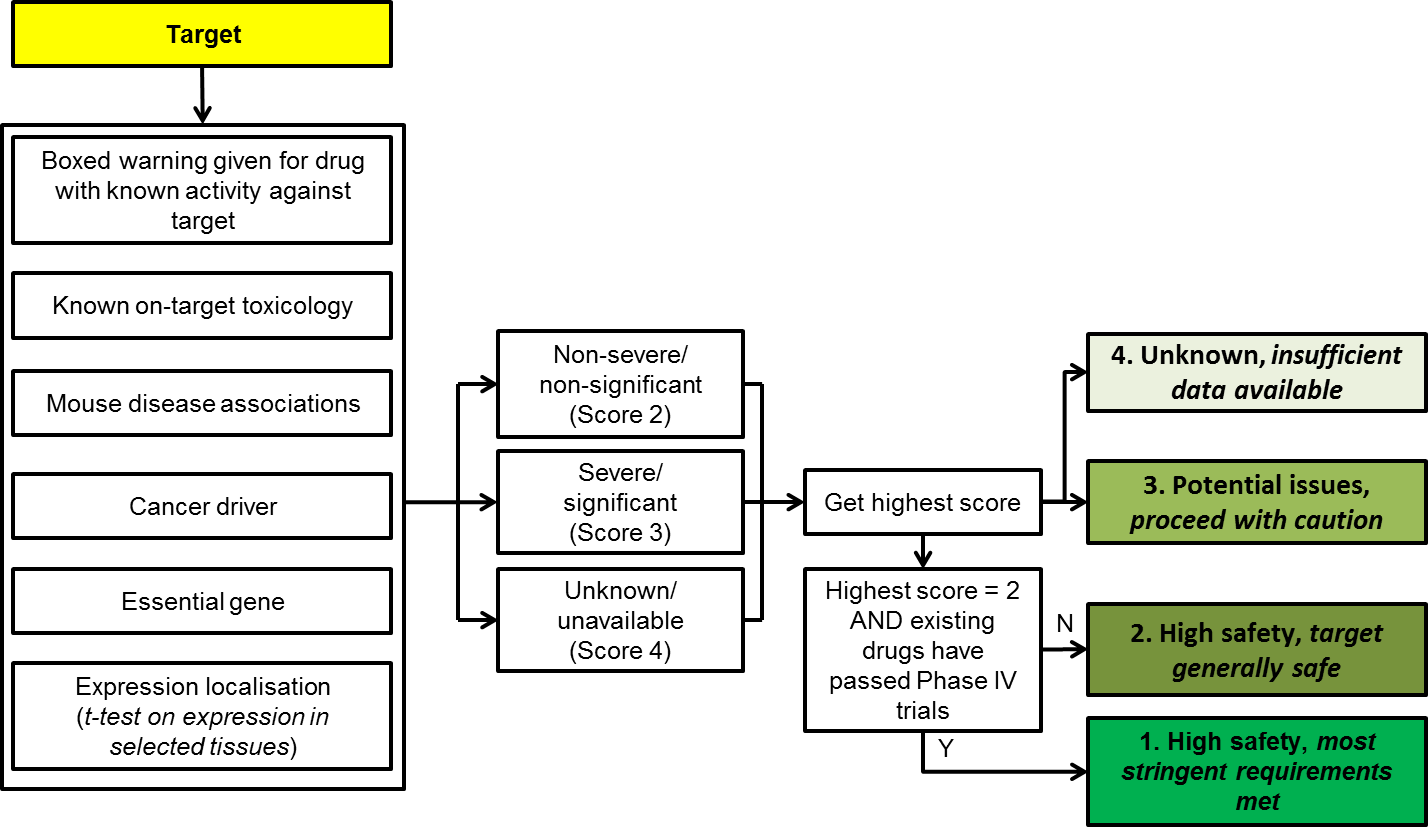 Target
Boxed warning given for drug
with known activity against
target
Known on-target toxicology
Mouse disease associations
Cancer driver
Essential gene
Expression localisation
(t-test on expression in
selected tissues)
Non-severe/
non-significant
(Score 2)
Severe/
significant
(Score 3)
Unknown/
unavailable
(Score 4)
Get highest score
Highest score = 2
AND existing
drugs have
passed Phase IV
trials
N
Y
4. Unknown, insufficient
data available
3. Potential issues,
proceed with caution
2. High safety, target
generally safe
1. High safety, most
stringent requirements
met